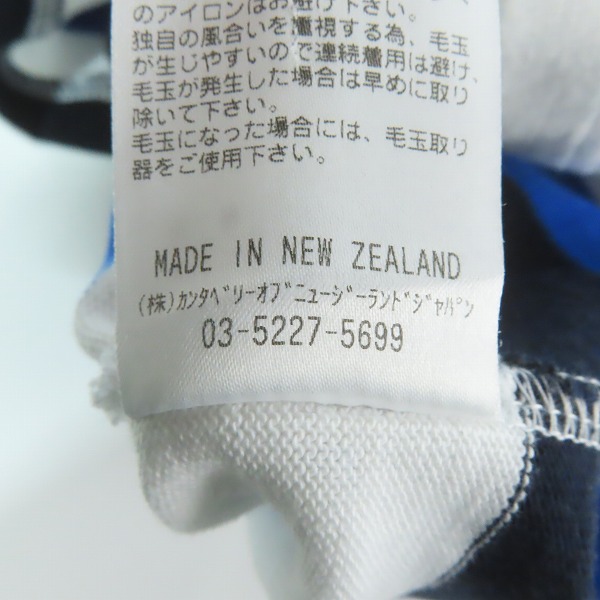 のアイロンはお避け下さい。
独自の風合いを重視する為、毛玉
が生じやすいので連続着用は避け、
毛玉が発生した場合は早めに取り
除いて下さい。
毛玉になった場合には、毛玉取り
器をご使用下さい。
MADE IN NEW ZEALAND
(株)カンタベリーオブニュージーランドジャパン
03-5227-5699